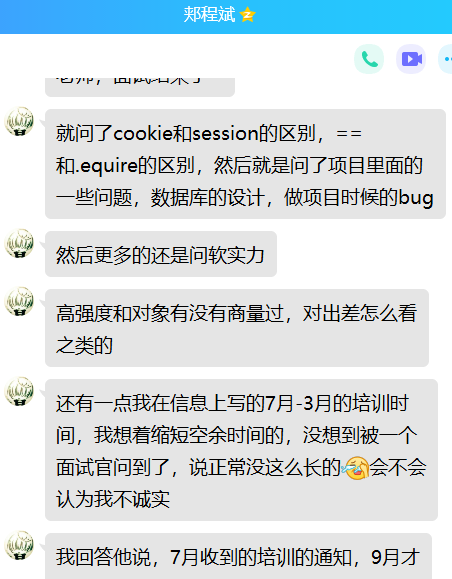 郏程斌
老师，面试结束了
就问了cookie和session的区别，==
和.equire的区别，然后就是问了项目里面的
一些问题，数据库的设计，做项目时候的bug
然后更多的还是问软实力
高强度和对象有没有商量过，对出差怎么看
之类的
还有一点我在信息上写的7月-3月的培训时
间，我想着缩短空余时间的，没想到被一个
面试官问到了，说正常没这么长的会不会
认为我不诚实
我回答他说，7月收到的培训的通知，9月才